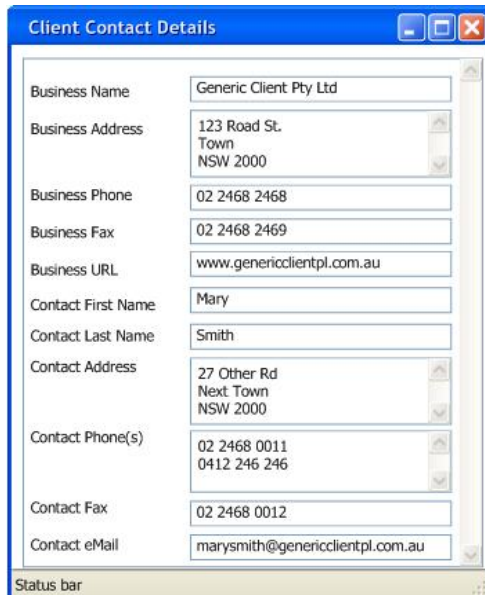 Client Contact Details
Business Name
Generic Client Pty Ltd
Business Address
123 Road St.
Town
NSW 2000
Business Phone
02 2468 2468
Business Fax
02 2468 2469
Business URL
www.genericclientpl.com.au
Contact First Name
Mary
Contact Last Name
Smith
Contact Address
27 Other Rd
Next Town
NSW 2000
Contact Phone(s)
02 2468 0011
0412 246 246
Contact Fax
02 2468 0012
Contact eMail
marysmith@genericclientpl.com.au
Status bar